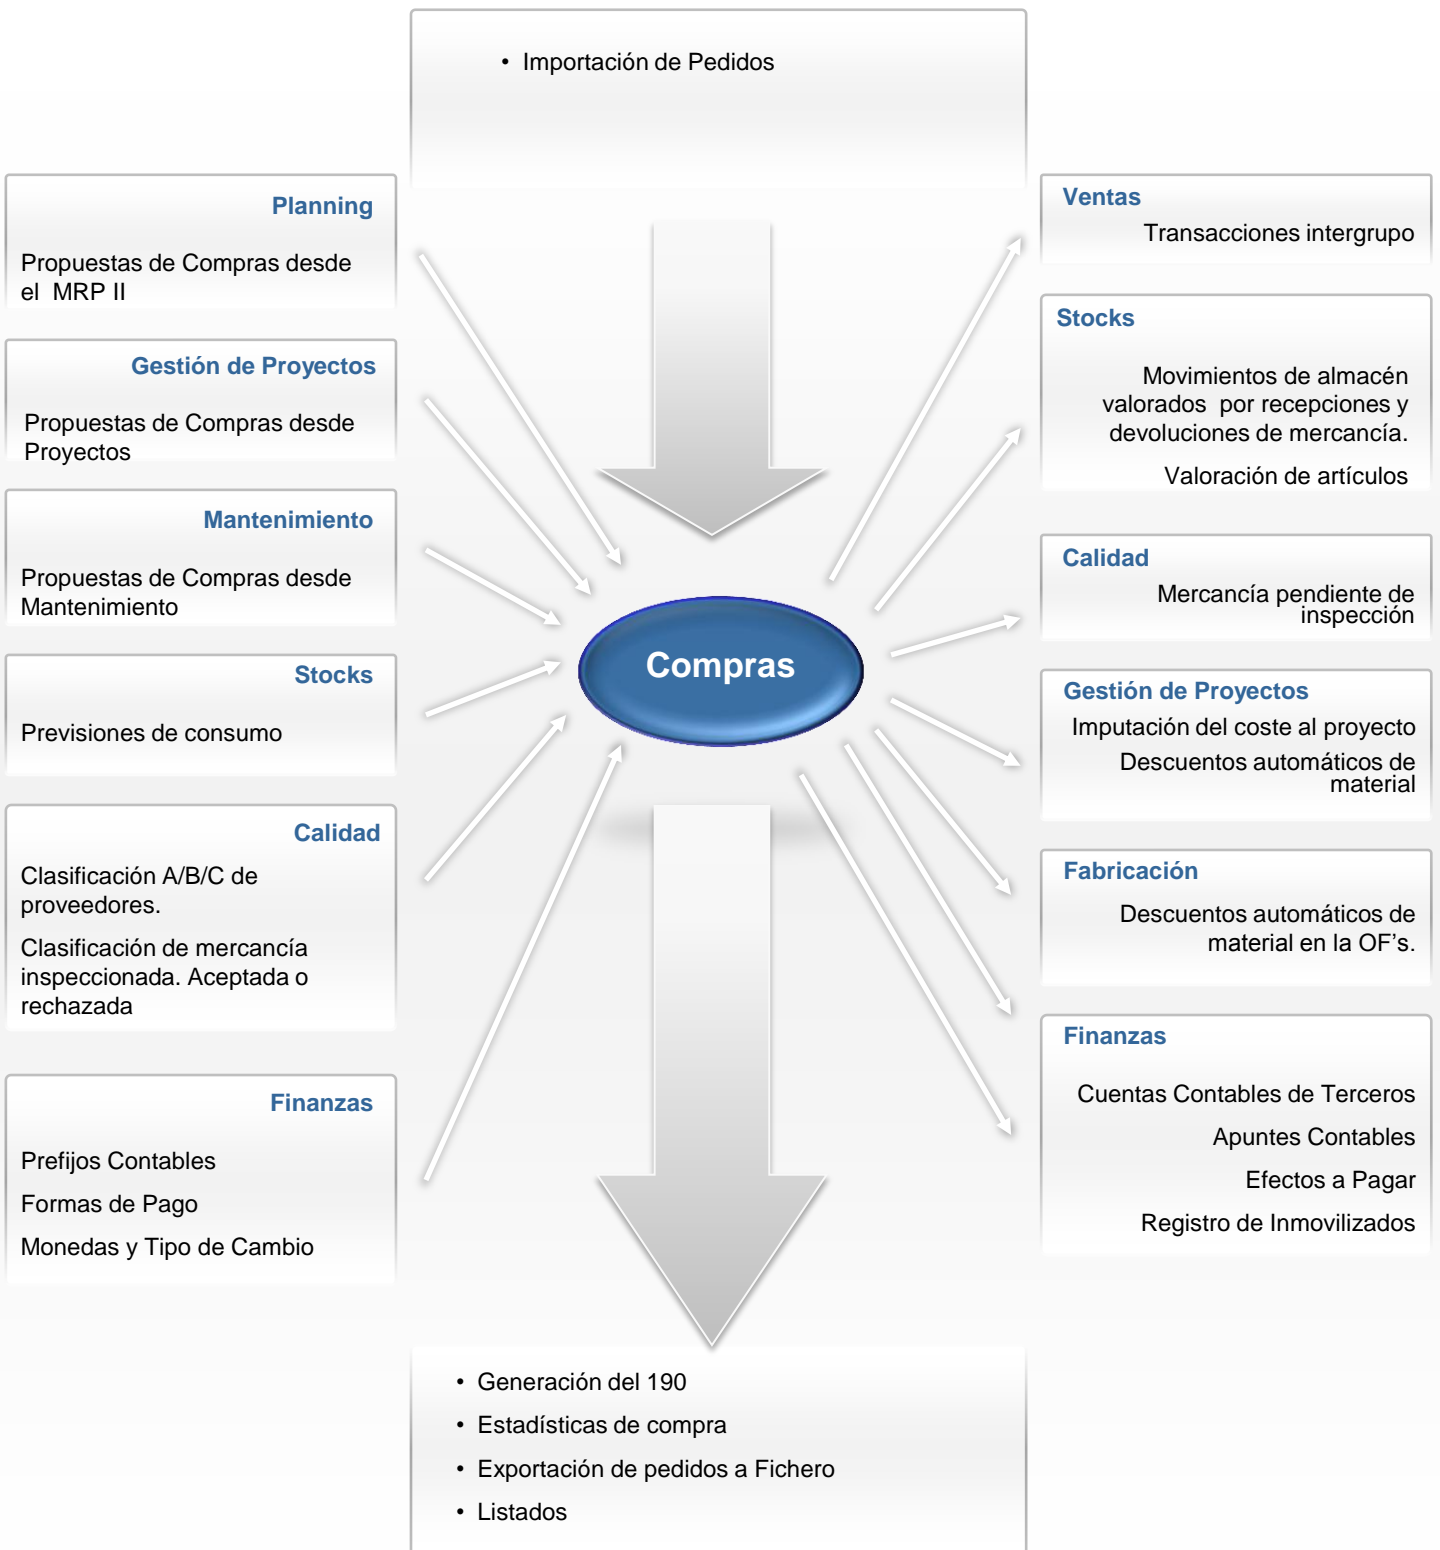 • Importación de Pedidos
Planning
Propuestas de Compras desde
el MRP II
Gestión de Proyectos
Propuestas de Compras desde
Proyectos
Mantenimiento
Propuestas de Compras desde
Mantenimiento
Stocks
Previsiones de consumo
Calidad
Clasificación A/B/C de
proveedores.
Clasificación de mercancía
inspeccionada. Aceptada o
rechazada
Finanzas
Prefijos Contables
Formas de Pago
Monedas y Tipo de Cambio
Compras
Ventas
Transacciones intergrupo
Stocks
Movimientos de almacén
valorados por recepciones y
devoluciones de mercancía.
Valoración de artículos
Calidad
Mercancía pendiente de
inspección
Gestión de Proyectos
Imputación del coste al proyecto
Descuentos automáticos de
material
Fabricación
Descuentos automáticos de
material en la OF's.
Finanzas
Cuentas Contables de Terceros
Apuntes Contables
Efectos a Pagar
Registro de Inmovilizados
• Generación del 190
• Estadísticas de compra
• Exportación de pedidos a Fichero
• Listados